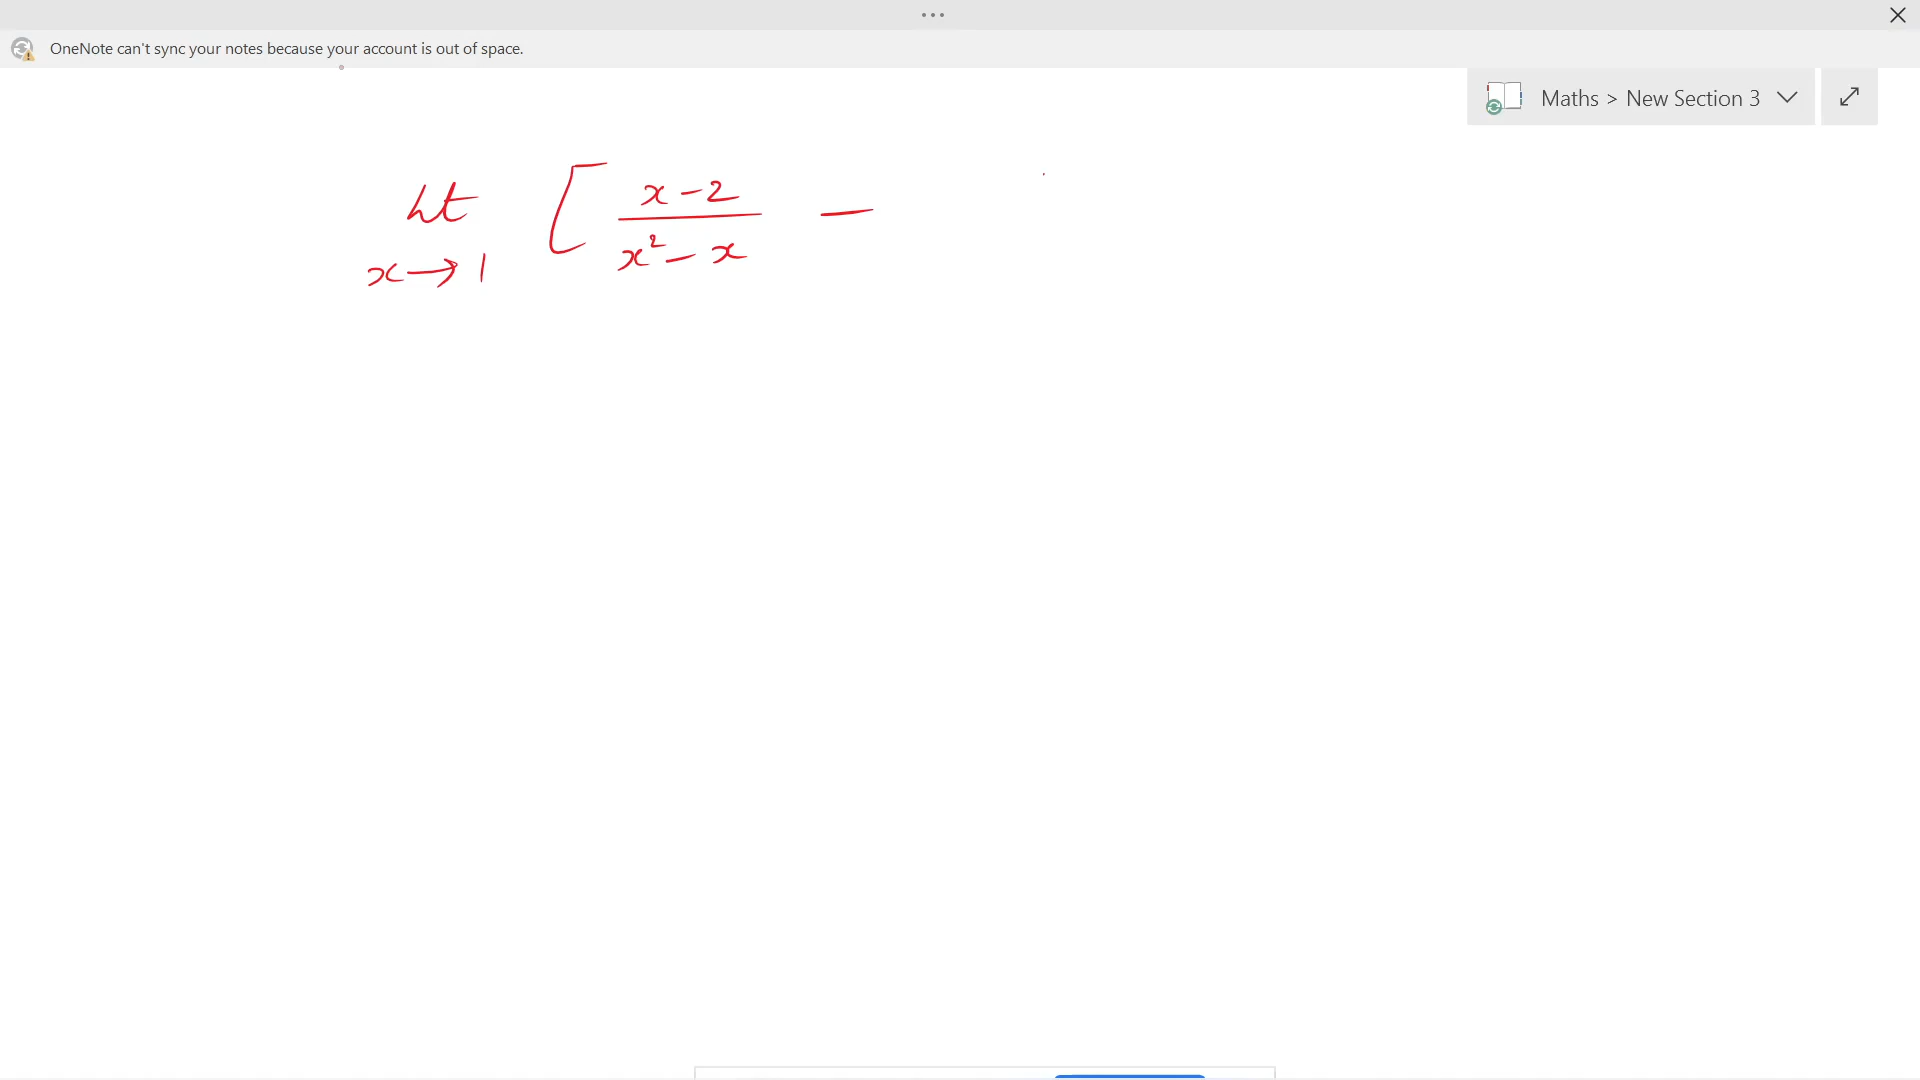 OneNote can't sync your notes because your account is out of space.
Maths > New Section 3
lt x→1 [ (x-2)/(x²-x) -